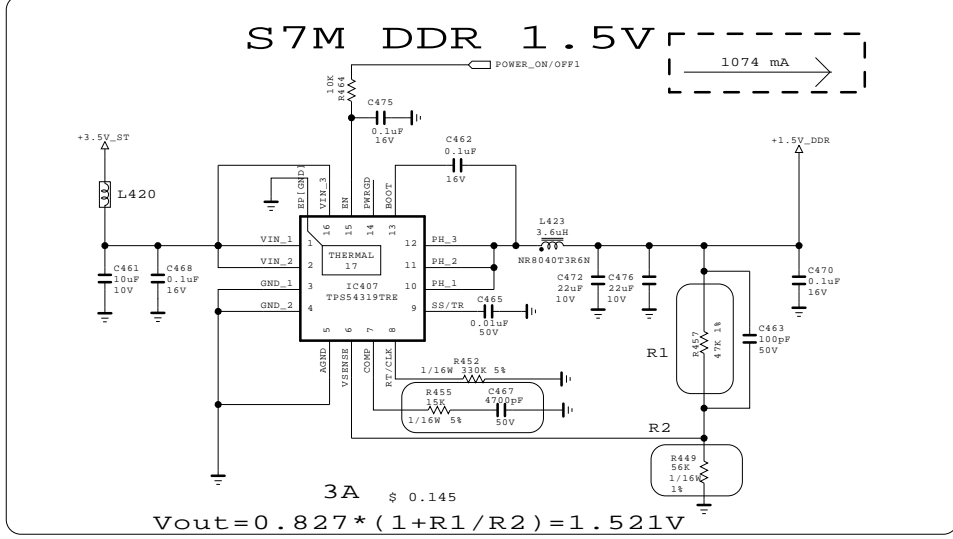 S7M DDR 1.5V
1074 mA
POWER_ON/OFF1
10K
R464
C475
0.1uF
16V
C462
0.1uF
16V
+3.5V_ST
+1.5V_DDR
L420
EP[GND]
VIN_3
EN
PWRGD
BOOT
16
15
14
13
L423
3.6uH
NR8040T3R6N
VIN_1
1
THERMAL
17
12
PH_3
VIN_2
2
11
PH_2
GND_1
3
IC407
TPS54319TRE
10
PH_1
GND_2
4
9
SS/TR
5
6
7
8
AGND
VSENSE
COMP
RT/CLK
C461
10uF
10V
C468
0.1uF
16V
C465
0.01uF
50V
C472
22uF
10V
C476
22uF
10V
C470
0.1uF
16V
R1
R457
47K 1%
C463
100pF
50V
R452
1/16W 330K 5%
R455
15K
1/16W 5%
C467
4700pF
50V
R2
R449
56K
1/16W
1%
3A
$ 0.145
Vout=0.827*(1+R1/R2)=1.521V